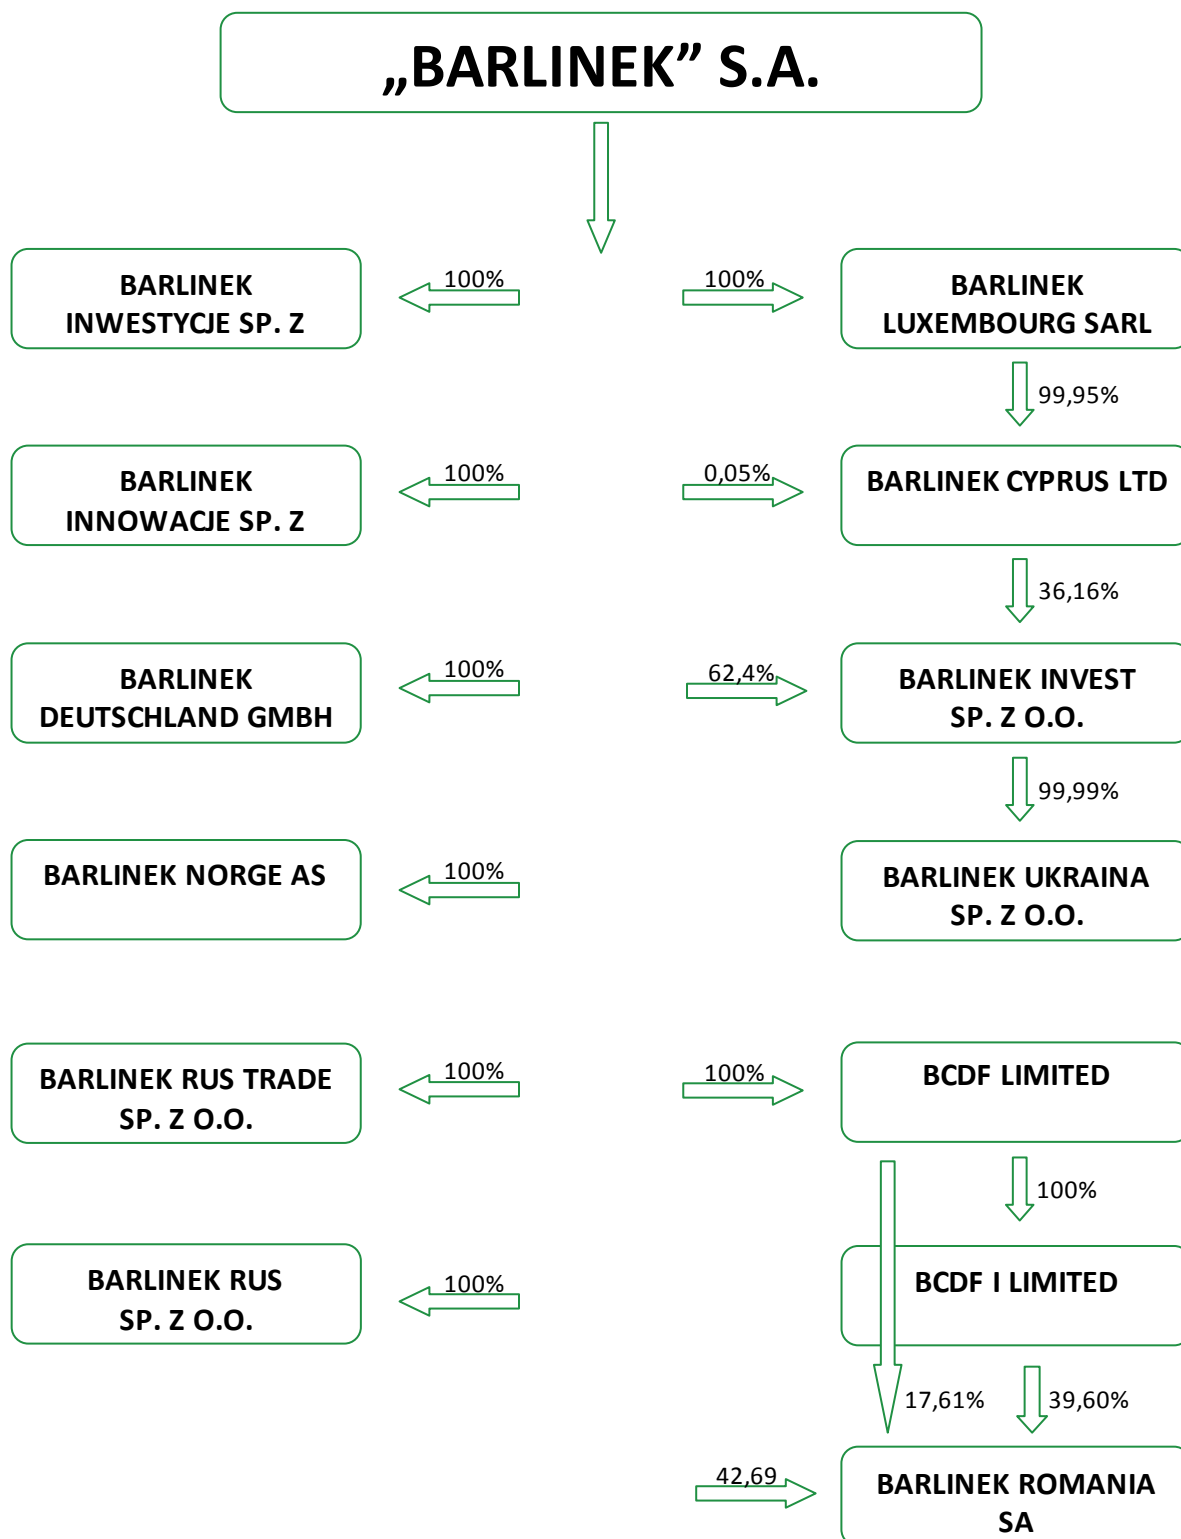 „BARLINEK” S.A.
BARLINEK
INWESTYCJE SP. Z
100%
100%
BARLINEK
LUXEMBOURG SARL
99,95%
BARLINEK
INNOWACJE SP. Z
100%
0,05%
BARLINEK CYPRUS LTD
36,16%
BARLINEK
DEUTSCHLAND GMBH
100%
62,4%
BARLINEK INVEST
SP. Z O.O.
99,99%
BARLINEK NORGE AS
100%
BARLINEK UKRAINA
SP. Z O.O.
BARLINEK RUS TRADE
SP. Z O.O.
100%
100%
BCDF LIMITED
100%
BARLINEK RUS
SP. Z O.O.
100%
BCDF I LIMITED
17,61%
39,60%
42,69
BARLINEK ROMANIA
SA